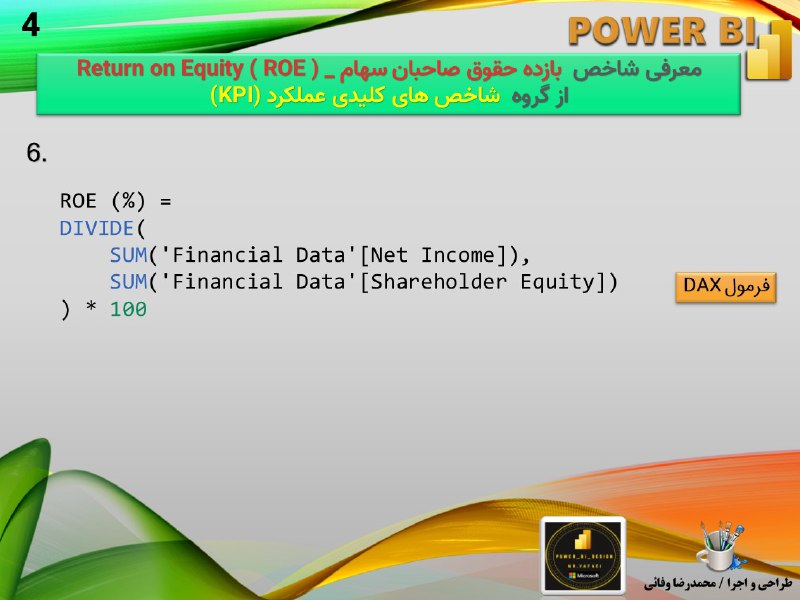 4
POWER BI
معرفی شاخص بازده حقوق صاحبان سهام _ Return on Equity ( ROE )
از گروه شاخص های کلیدی عملکرد (KPI)
6.
ROE (%) =
DIVIDE(
    SUM('Financial Data'[Net Income]),
    SUM('Financial Data'[Shareholder Equity])
) * 100
فرمول DAX
POWER_BI_DESIGN
MR.VAFAEI
Microsoft
طراحی و اجرا / محمدرضا وفائی